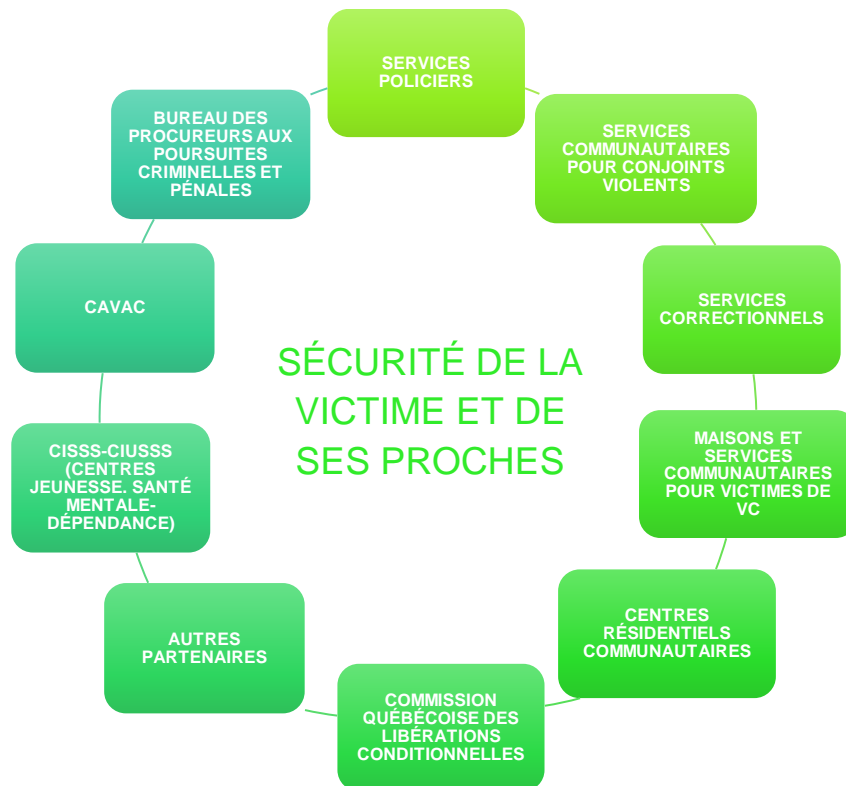 SERVICES
POLICIERS
SERVICES
COMMUNAUTAIRES
POUR CONJOINTS
VIOLENTS
SERVICES
CORRECTIONNELS
MAISONS ET
SERVICES
COMMUNAUTAIRES
POUR VICTIMES DE
VC
CENTRES
RÉSIDENTIELS
COMMUNAUTAIRES
COMMISSION
QUÉBÉCOISE DES
LIBÉRATIONS
CONDITIONNELLES
AUTRES
PARTENAIRES
CISSS-CIUSSS
(CENTRES
JEUNESSE. SANTÉ
MENTALE-
DÉPENDANCE)
CAVAC
BUREAU DES
PROCUREURS AUX
POURSUITES
CRIMINELLES ET
PÉNALES
SÉCURITÉ DE LA
VICTIME ET DE
SES PROCHES